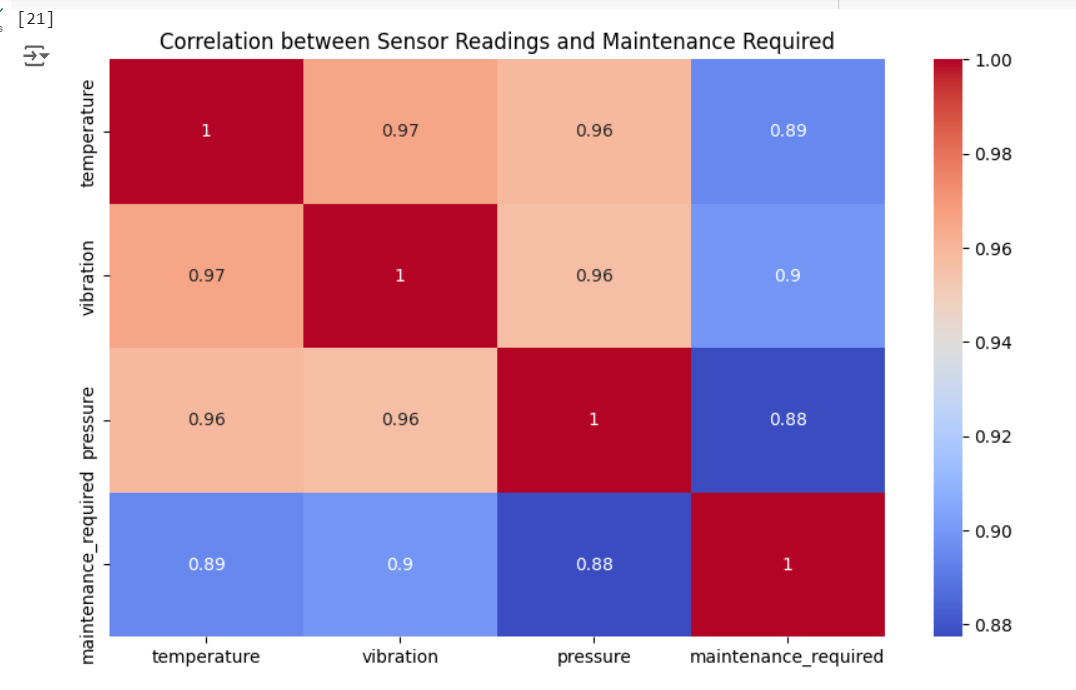 [21]
Correlation between Sensor Readings and Maintenance Required
temperature 1 0.97 0.96 0.89
vibration 0.97 1 0.96 0.9
pressure 0.96 0.96 1 0.88
maintenance_required 0.89 0.9 0.88 1
temperature vibration pressure maintenance_required
1.00
0.98
0.96
0.94
0.92
0.90
0.88